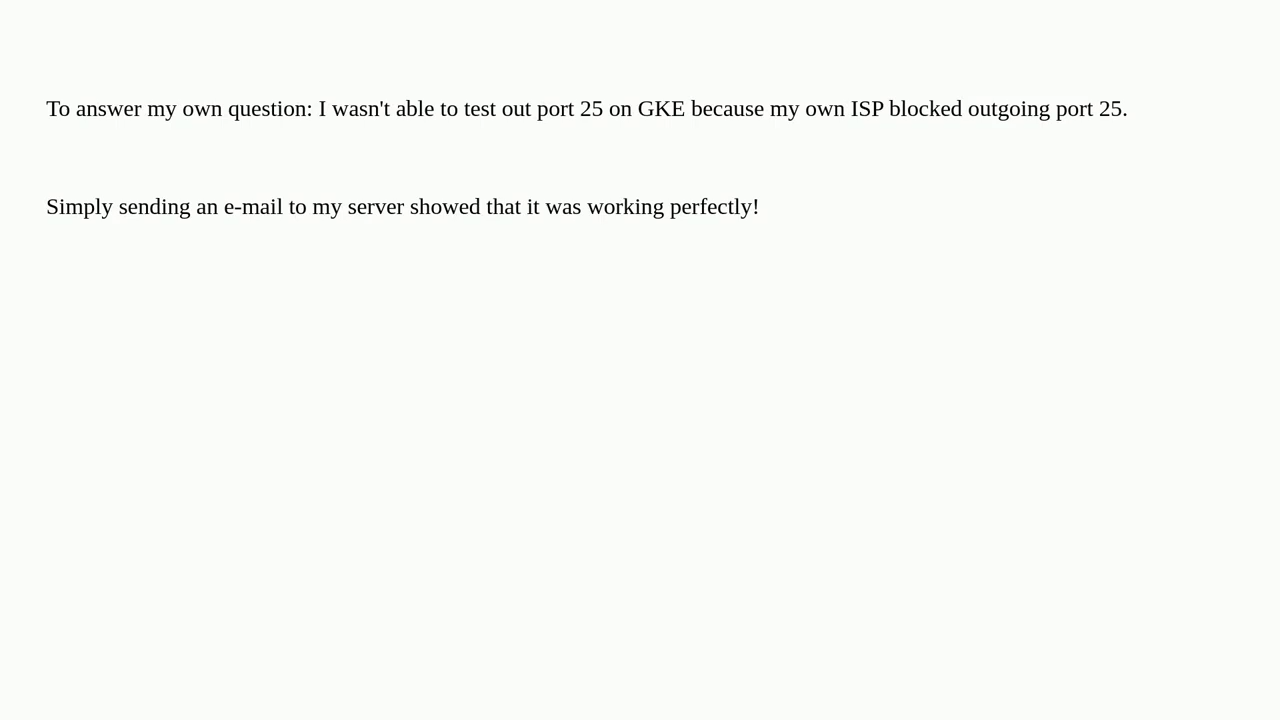 To answer my own question: I wasn't able to test out port 25 on GKE because my own ISP blocked outgoing port 25.
Simply sending an e-mail to my server showed that it was working perfectly!